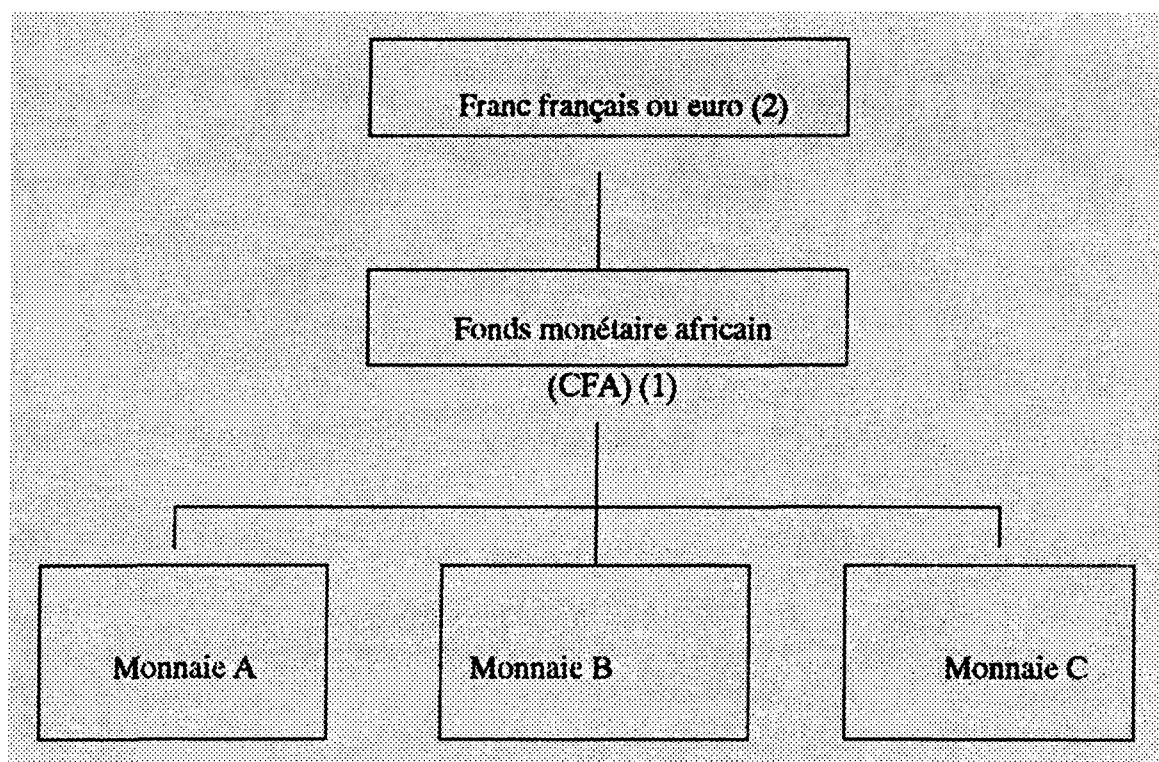 Franc français ou euro (2)
Fonds monétaire africain
(CFA) (1)
Monnaie A
Monnaie B
Monnaie C